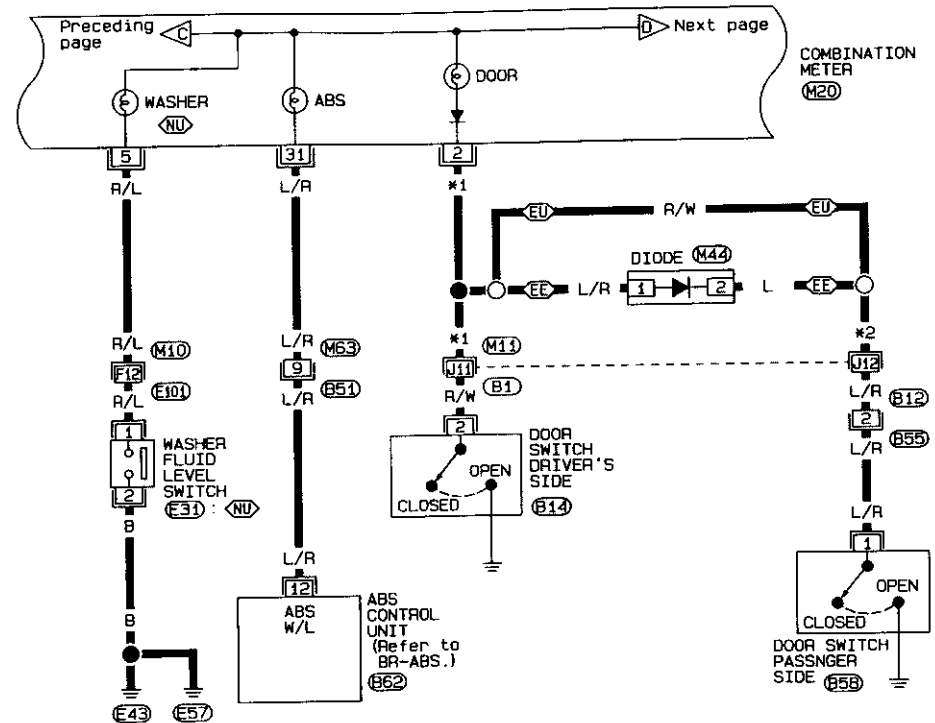 Preceding
page
C
D
Next page
COMBINATION
METER
M20
WASHER
NU
ABS
DOOR
5
31
2
R/L
L/R
*1
EU
R/W
EU
DIODE M44
EE
L/R
1
2
L
EE
R/L
M10
L/R
M63
*1
M11
*2
F12
9
J11
J12
E101
B51
B1
R/L
L/R
R/W
L/R
B12
1
2
2
B55
L/R
WASHER
FLUID
LEVEL
SWITCH
E31 : NU
2
B
DOOR
SWITCH
DRIVER'S
SIDE
B14
OPEN
CLOSED
L/R
L/R
12
1
B
ABS
W/L
ABS
CONTROL
UNIT
(Refer to
BR-ABS.)
B62
OPEN
CLOSED
DOOR SWITCH
PASSNGER
SIDE B58
E43
E57